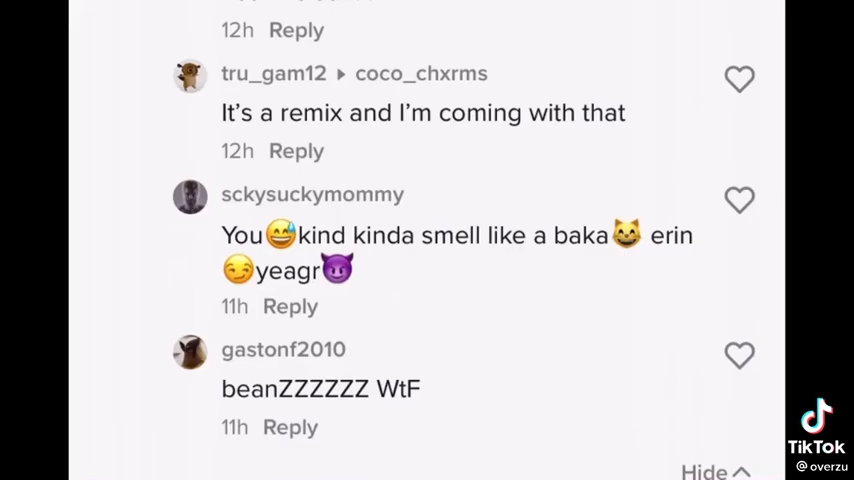 12h Reply
tru_gam12 ▸ coco_chxrms
It's a remix and I'm coming with that
12h Reply
sckysuckymommy
You😅kind kinda smell like a baka😸 erin
😏yeagr😈
11h Reply
gastonf2010
beanZZZZZZ WtF
11h Reply
Hide
TikTok
@overzu